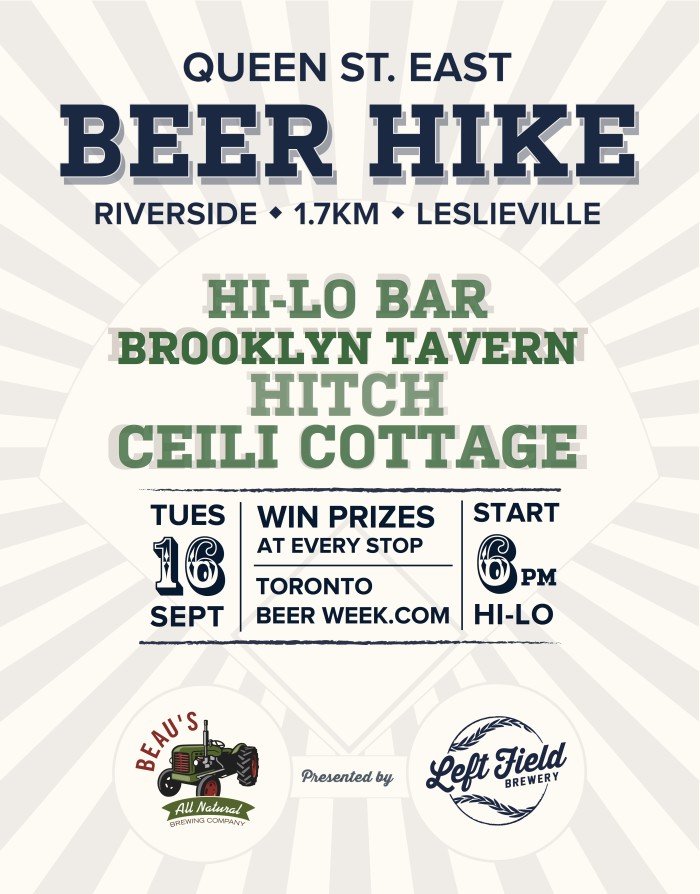 QUEEN ST. EAST
BEER HIKE
RIVERSIDE ◆ 1.7KM ◆ LESLIEVILLE
HI-LO BAR
BROOKLYN TAVERN
HITCH
CEILI COTTAGE
TUES
16
SEPT
WIN PRIZES
AT EVERY STOP
TORONTO
BEER WEEK.COM
START
6PM
HI-LO
BEAU'S
All Natural
BREWING COMPANY
Presented by
Left Field
BREWERY